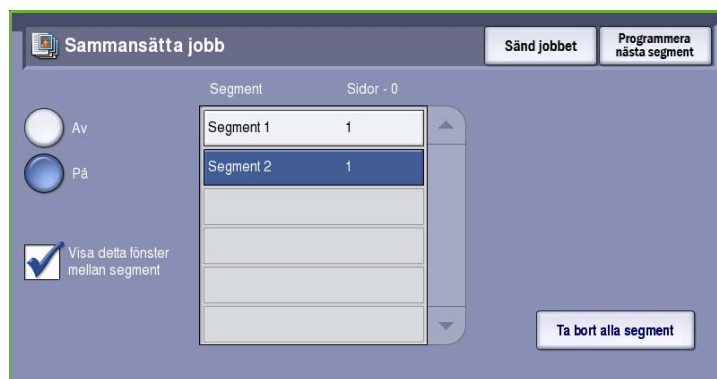 Sammansätta jobb
Sänd jobbet
Programmera
nästa segment
Segment Sidor - 0
Av
På
Segment 1 1
Segment 2 1
Visa detta fönster
mellan segment
Ta bort alla segment